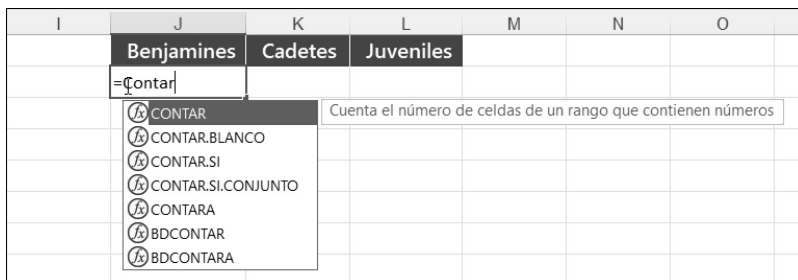 I J K L M N O
Benjamines Cadetes Juveniles
=Contar
CONTAR Cuenta el número de celdas de un rango que contienen números
CONTAR.BLANCO
CONTAR.SI
CONTAR.SI.CONJUNTO
CONTARA
BDCONTAR
BDCONTARA